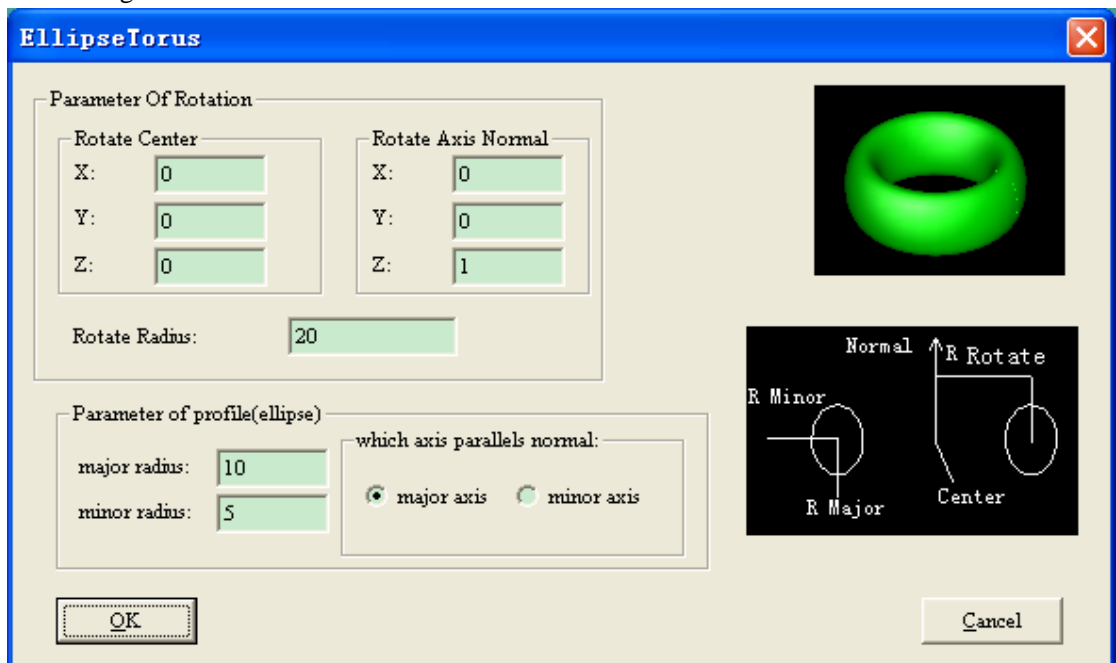 EllipseTorus
Parameter Of Rotation
Rotate Center
X: 0
Y: 0
Z: 0
Rotate Axis Normal
X: 0
Y: 0
Z: 1
Rotate Radius: 20
Parameter of profile(ellipse)
major radius: 10
minor radius: 5
which axis parallels normal:
major axis minor axis
Normal R Rotate
R Minor
R Major
Center
OK Cancel